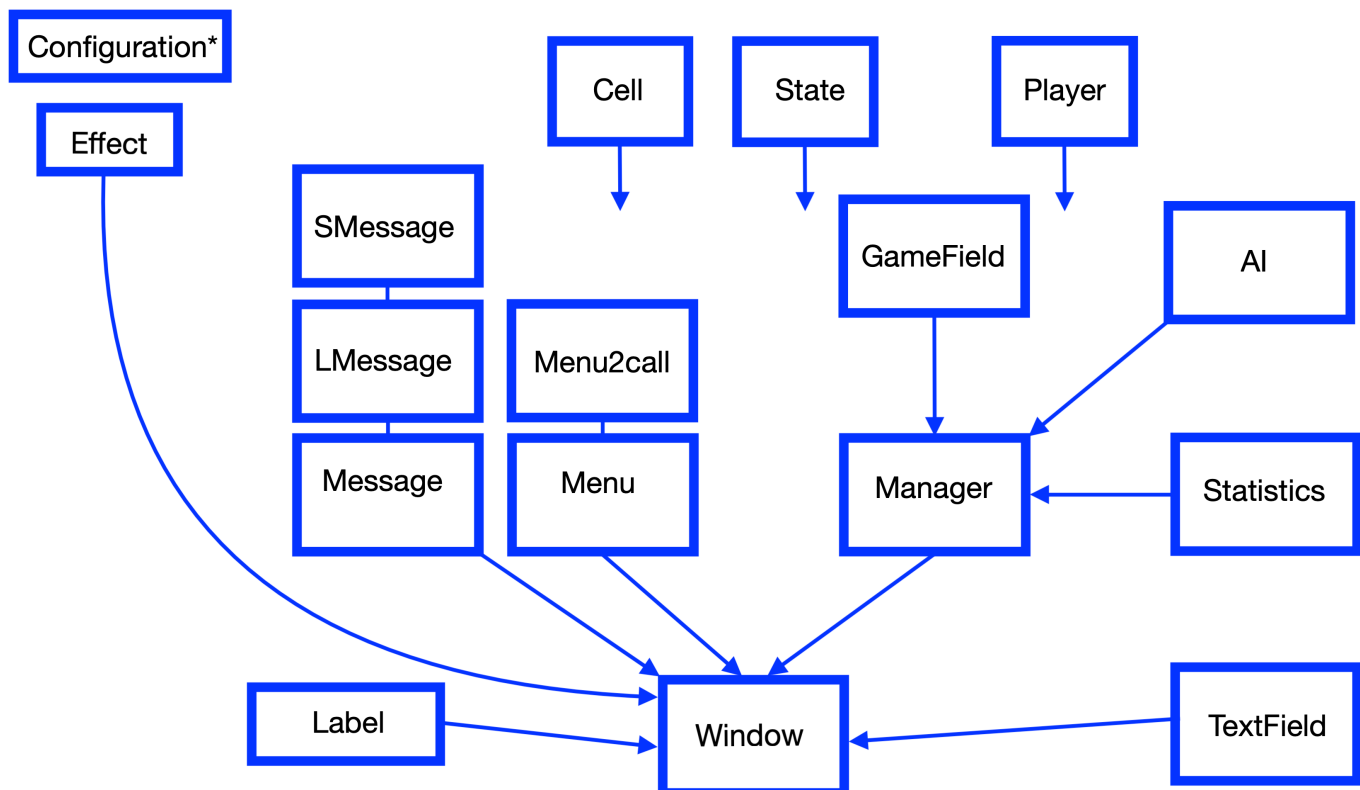 Configuration*
Cell
State
Player
Effect
SMessage
GameField
AI
LMessage
Menu2call
Message
Menu
Manager
Statistics
Label
Window
TextField